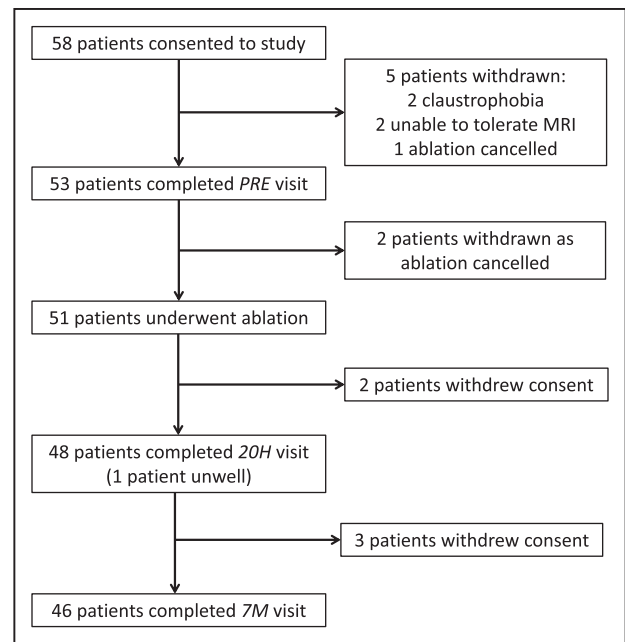 58 patients consented to study
5 patients withdrawn:
2 claustrophobia
2 unable to tolerate MRI
1 ablation cancelled
53 patients completed PRE visit
2 patients withdrawn as
ablation cancelled
51 patients underwent ablation
2 patients withdrew consent
48 patients completed 20H visit
(1 patient unwell)
3 patients withdrew consent
46 patients completed 7M visit